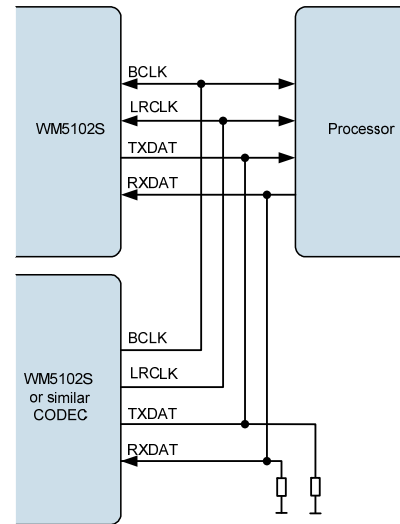 BCLK
LRCLK
WM5102S
Processor
TXDAT
RXDAT
BCLK
LRCLK
WM5102S
or similar
CODEC
TXDAT
RXDAT